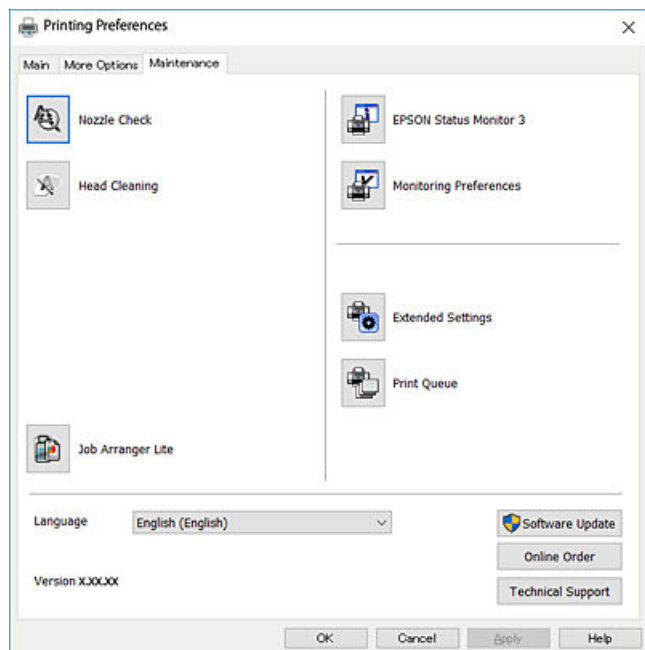 Printing Preferences
Main More Options Maintenance
Nozzle Check
Head Cleaning
Job Arranger Lite
EPSON Status Monitor 3
Monitoring Preferences
Extended Settings
Print Queue
Language English (English)
Version X.XX.XX
Software Update
Online Order
Technical Support
OK Cancel Apply Help